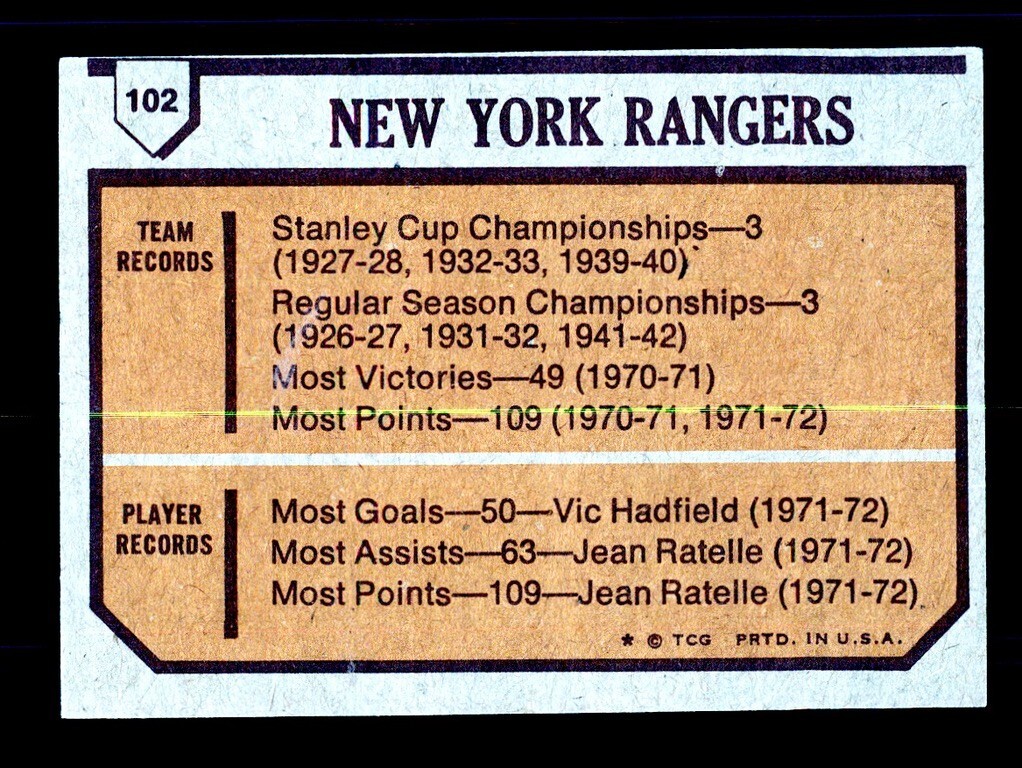 102
NEW YORK RANGERS
TEAM
RECORDS
Stanley Cup Championships—3
(1927-28, 1932-33, 1939-40)
Regular Season Championships—3
(1926-27, 1931-32, 1941-42)
Most Victories—49 (1970-71)
Most Points—109 (1970-71, 1971-72)
PLAYER
RECORDS
Most Goals—50—Vic Hadfield (1971-72)
Most Assists—63—Jean Ratelle (1971-72)
Most Points—109—Jean Ratelle (1971-72)
* © TCG PRTD. IN U.S.A.